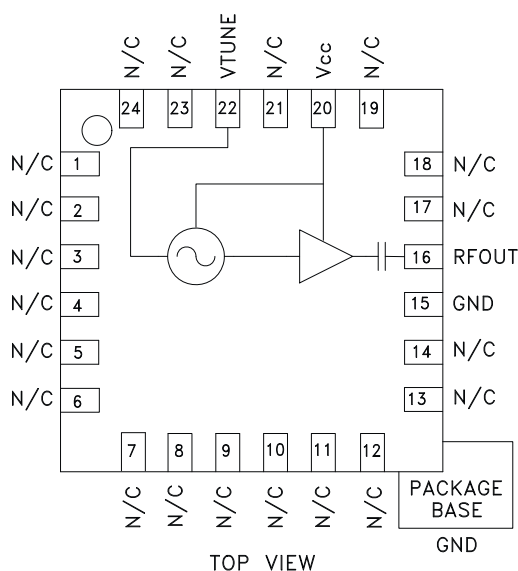 N/C N/C VTUNE N/C Vcc N/C
24 23 22 21 20 19
N/C 1 18 N/C
N/C 2 17 N/C
N/C 3 16 RFOUT
N/C 4 15 GND
N/C 5 14 N/C
N/C 6 13 N/C
7 8 9 10 11 12
N/C N/C N/C N/C N/C N/C
PACKAGE
BASE
GND
TOP VIEW